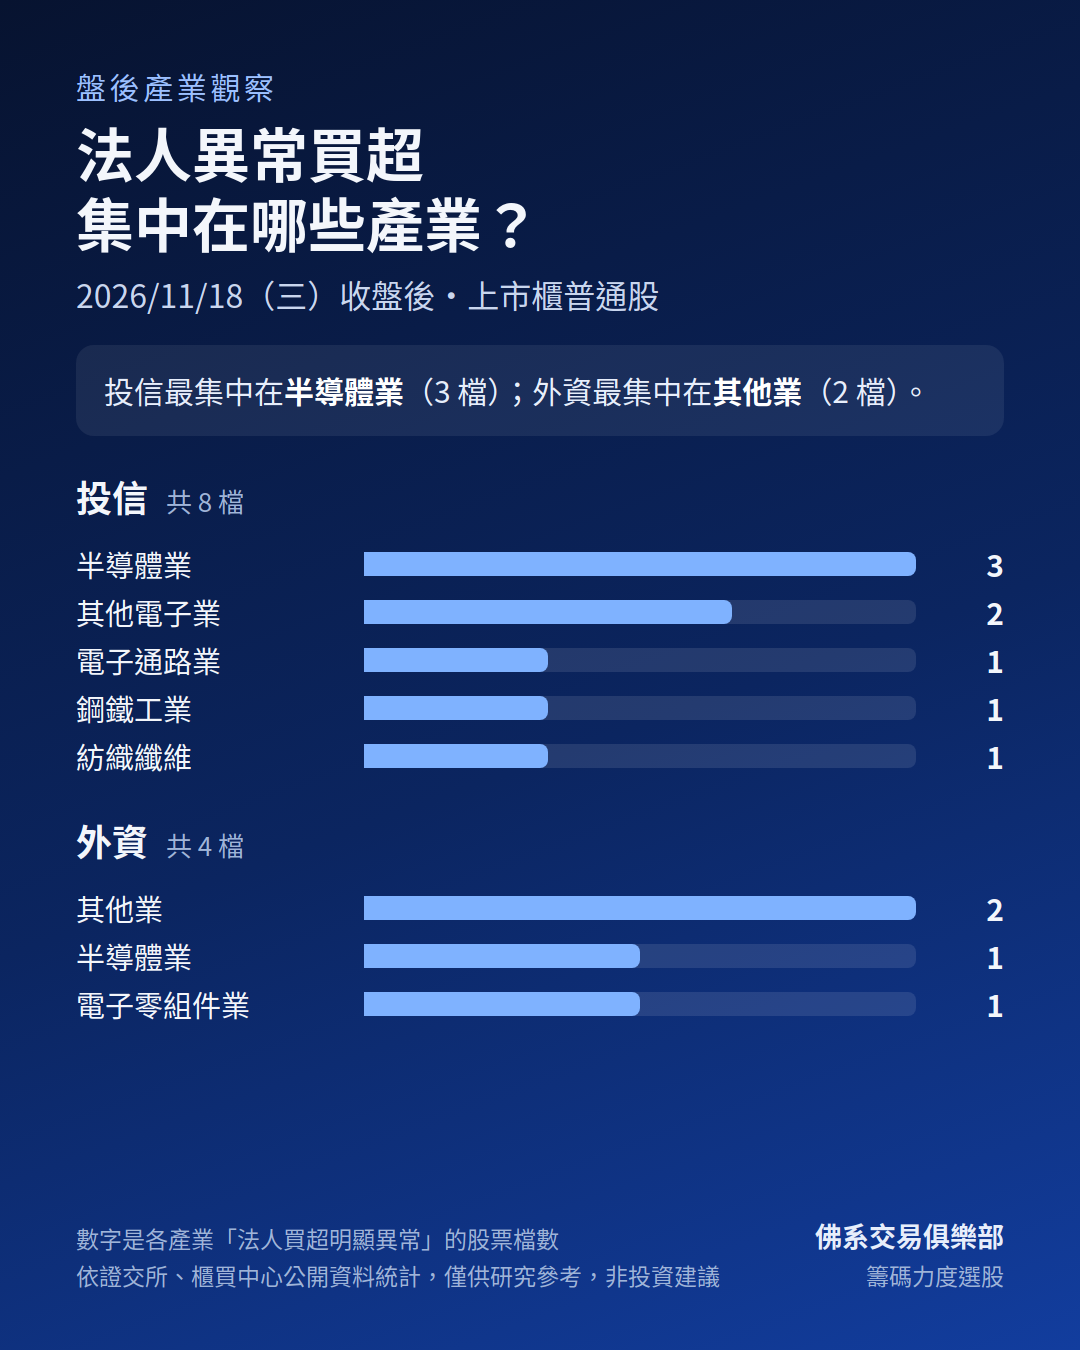 盤後產業觀察
法人異常買超
集中在哪些產業？
2026/11/18（三）收盤後・上市櫃普通股
投信最集中在半導體業（3 檔）；外資最集中在其他業（2 檔）。
投信 共 8 檔
半導體業 3
其他電子業 2
電子通路業 1
鋼鐵工業 1
紡織纖維 1
外資 共 4 檔
其他業 2
半導體業 1
電子零組件業 1
數字是各產業「法人買超明顯異常」的股票檔數
依證交所、櫃買中心公開資料統計，僅供研究參考，非投資建議
佛系交易俱樂部
籌碼力度選股